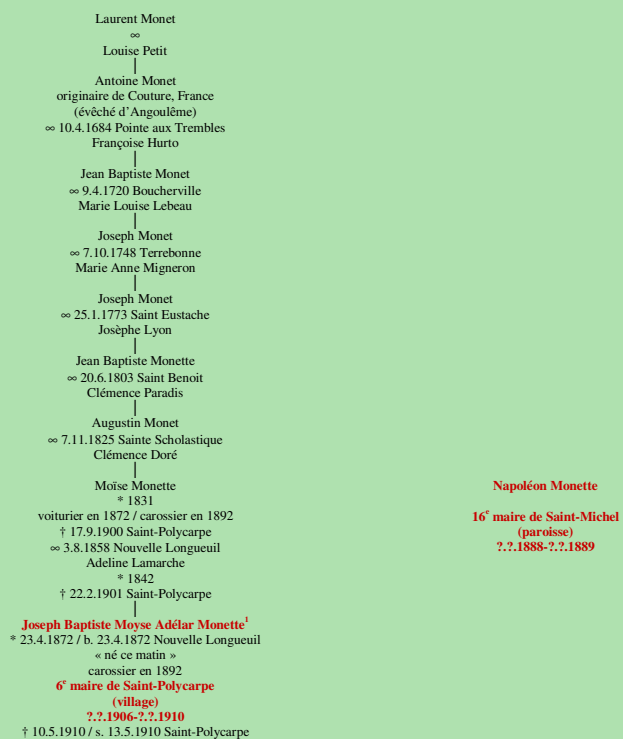 Laurent Monet
∞
Louise Petit
Antoine Monet
originaire de Couture, France
(évêché d'Angoulême)
∞ 10.4.1684 Pointe aux Trembles
Françoise Hurto
Jean Baptiste Monet
∞ 9.4.1720 Boucherville
Marie Louise Lebeau
Joseph Monet
∞ 7.10.1748 Terrebonne
Marie Anne Migneron
Joseph Monet
∞ 25.1.1773 Saint Eustache
Josèphe Lyon
Jean Baptiste Monette
∞ 20.6.1803 Saint Benoit
Clémence Paradis
Augustin Monet
∞ 7.11.1825 Sainte Scholastique
Clémence Doré
Moïse Monette
* 1831
voiturier en 1872 / carossier en 1892
† 17.9.1900 Saint-Polycarpe
∞ 3.8.1858 Nouvelle Longueuil
Adeline Lamarche
* 1842
† 22.2.1901 Saint-Polycarpe
Joseph Baptiste Moyse Adélar Monette¹
* 23.4.1872 / b. 23.4.1872 Nouvelle Longueuil
« né ce matin »
carossier en 1892
6ᵉ maire de Saint-Polycarpe
(village)
?.?.1906-?.?.1910
† 10.5.1910 / s. 13.5.1910 Saint-Polycarpe
Napoléon Monette
16ᵉ maire de Saint-Michel
(paroisse)
?.?.1888-?.?.1889